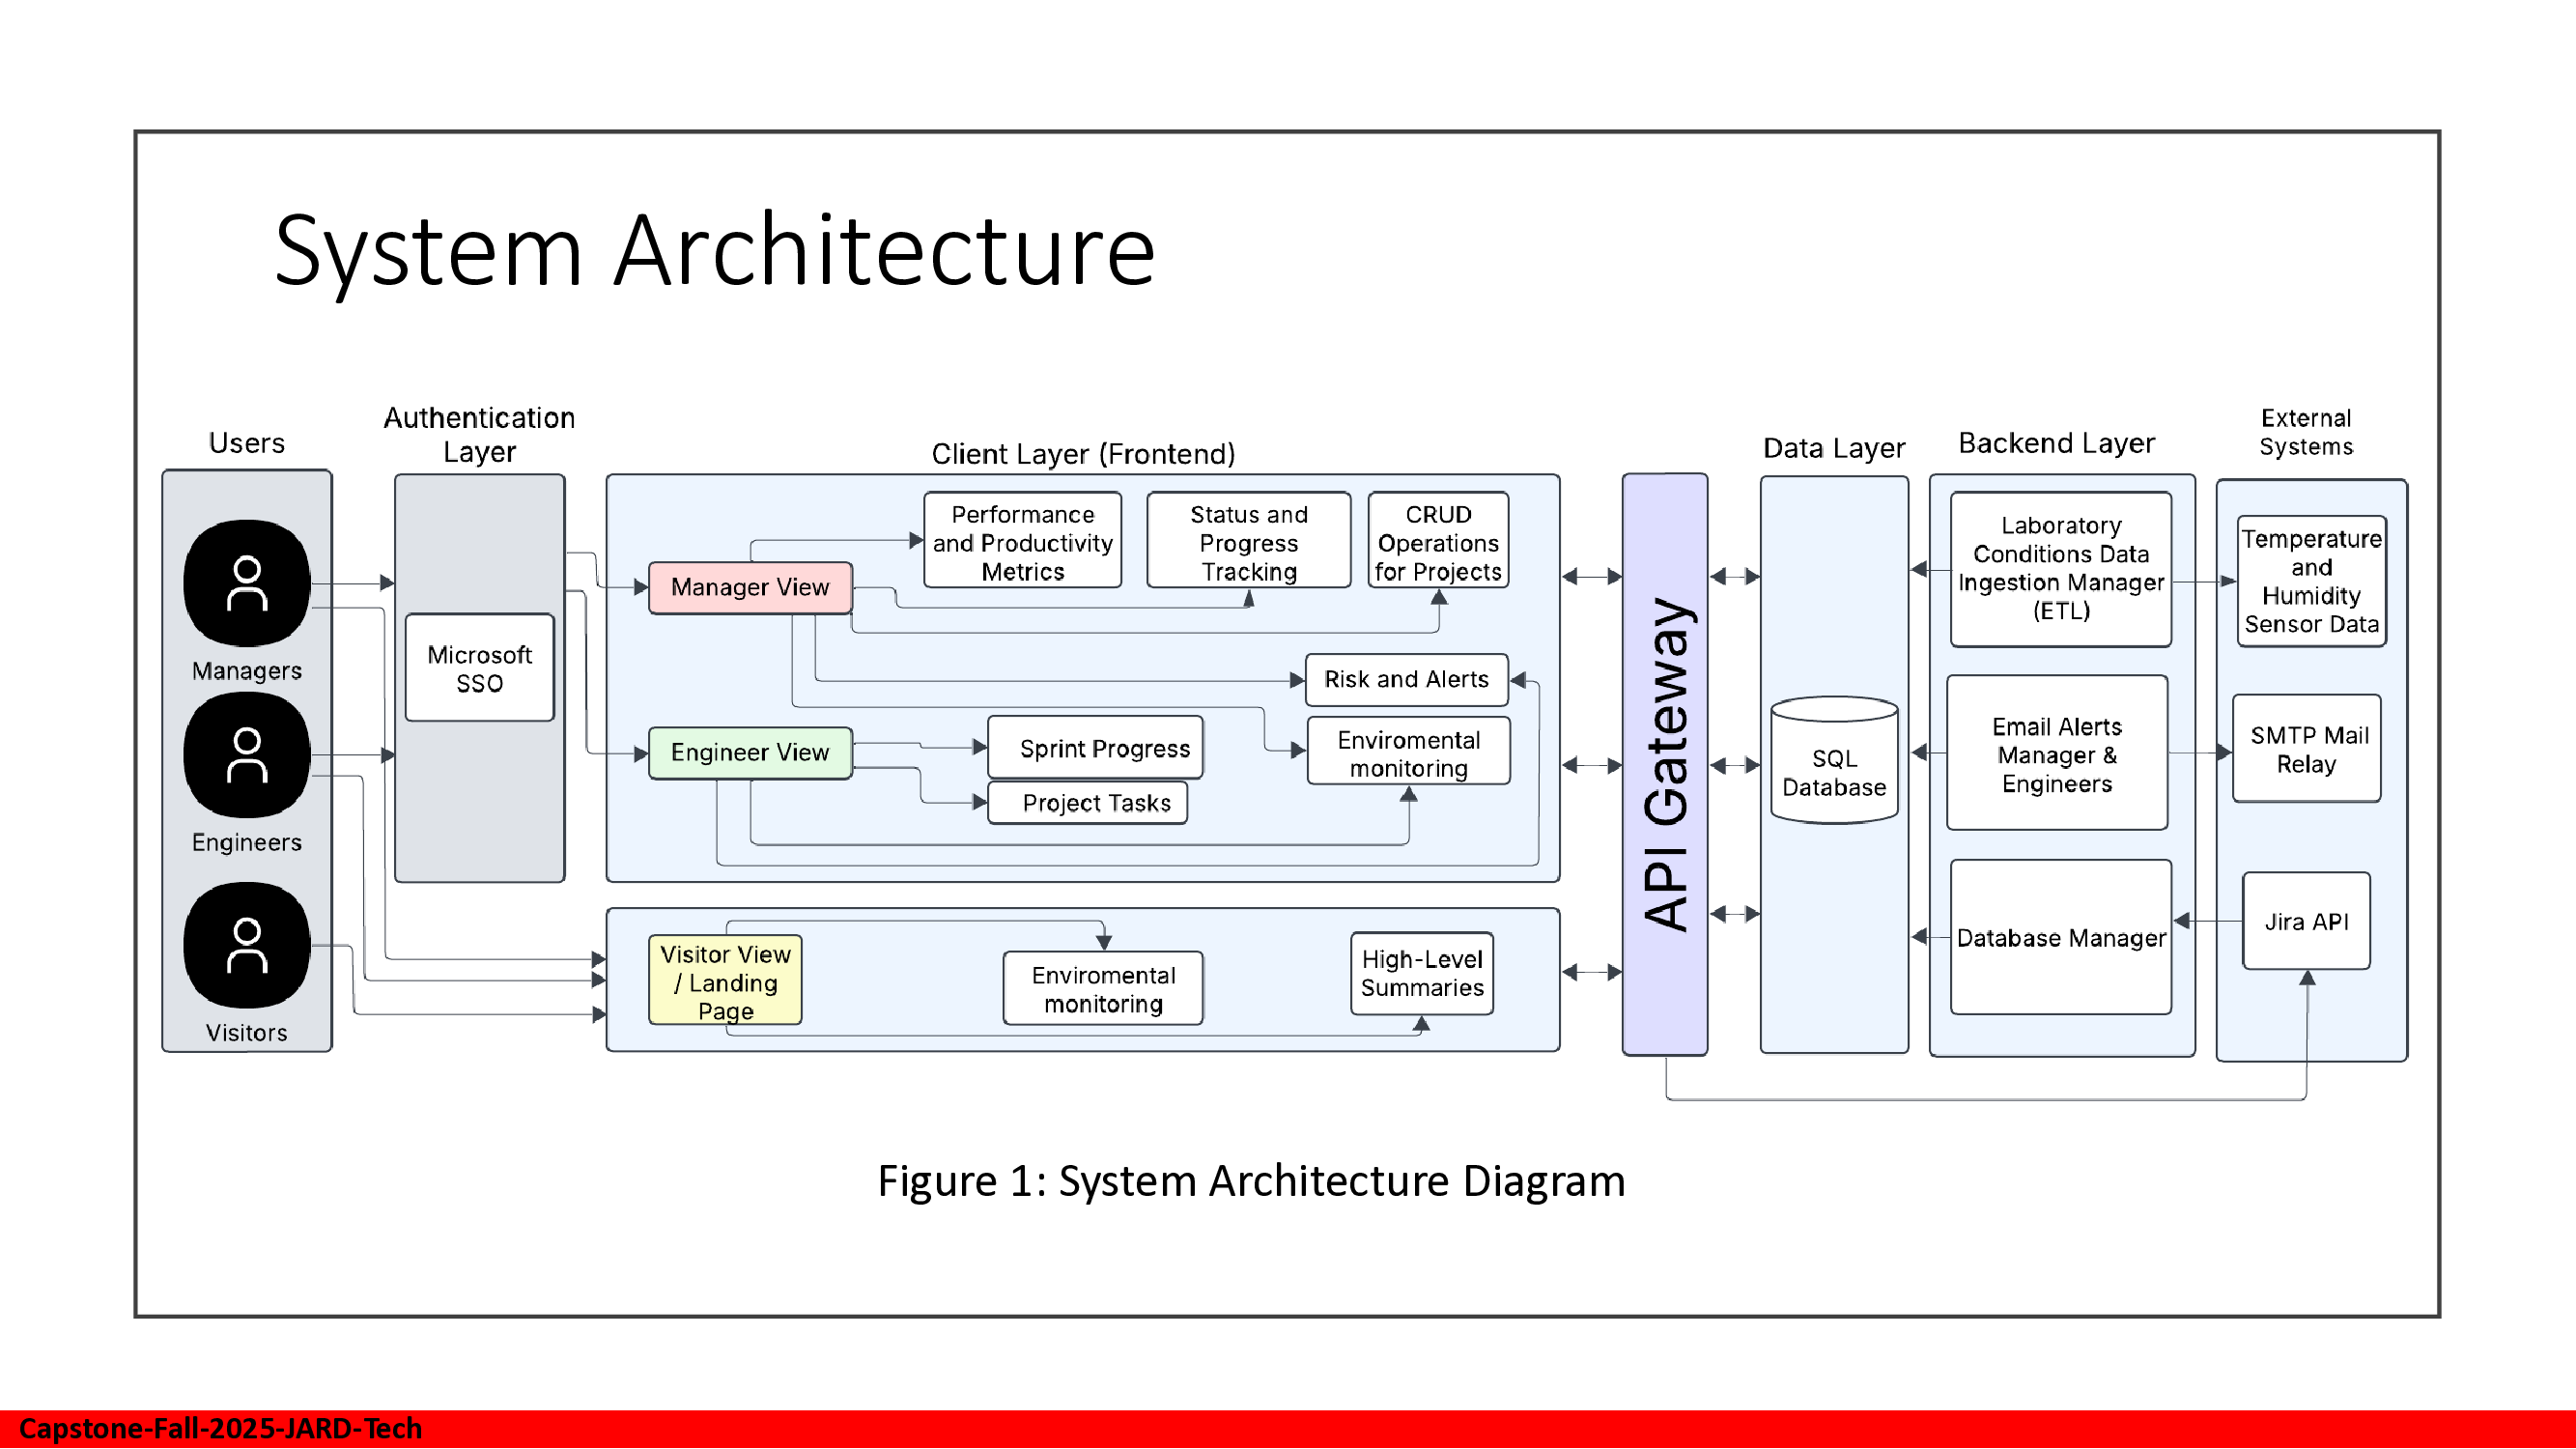 System Architecture
Users
Authentication
Layer
Client Layer (Frontend)
Data Layer
Backend Layer
External
Systems
Managers
Engineers
Visitors
Microsoft
SSO
Manager View
Performance
and Productivity
Metrics
Status and
Progress
Tracking
CRUD
Operations
for Projects
Risk and Alerts
Engineer View
Sprint Progress
Project Tasks
Enviromental
monitoring
Visitor View
/ Landing
Page
Enviromental
monitoring
High-Level
Summaries
API Gateway
SQL
Database
Laboratory
Conditions Data
Ingestion Manager
(ETL)
Email Alerts
Manager &
Engineers
Database Manager
Temperature
and
Humidity
Sensor Data
SMTP Mail
Relay
Jira API
Figure 1: System Architecture Diagram
Capstone-Fall-2025-JARD-Tech